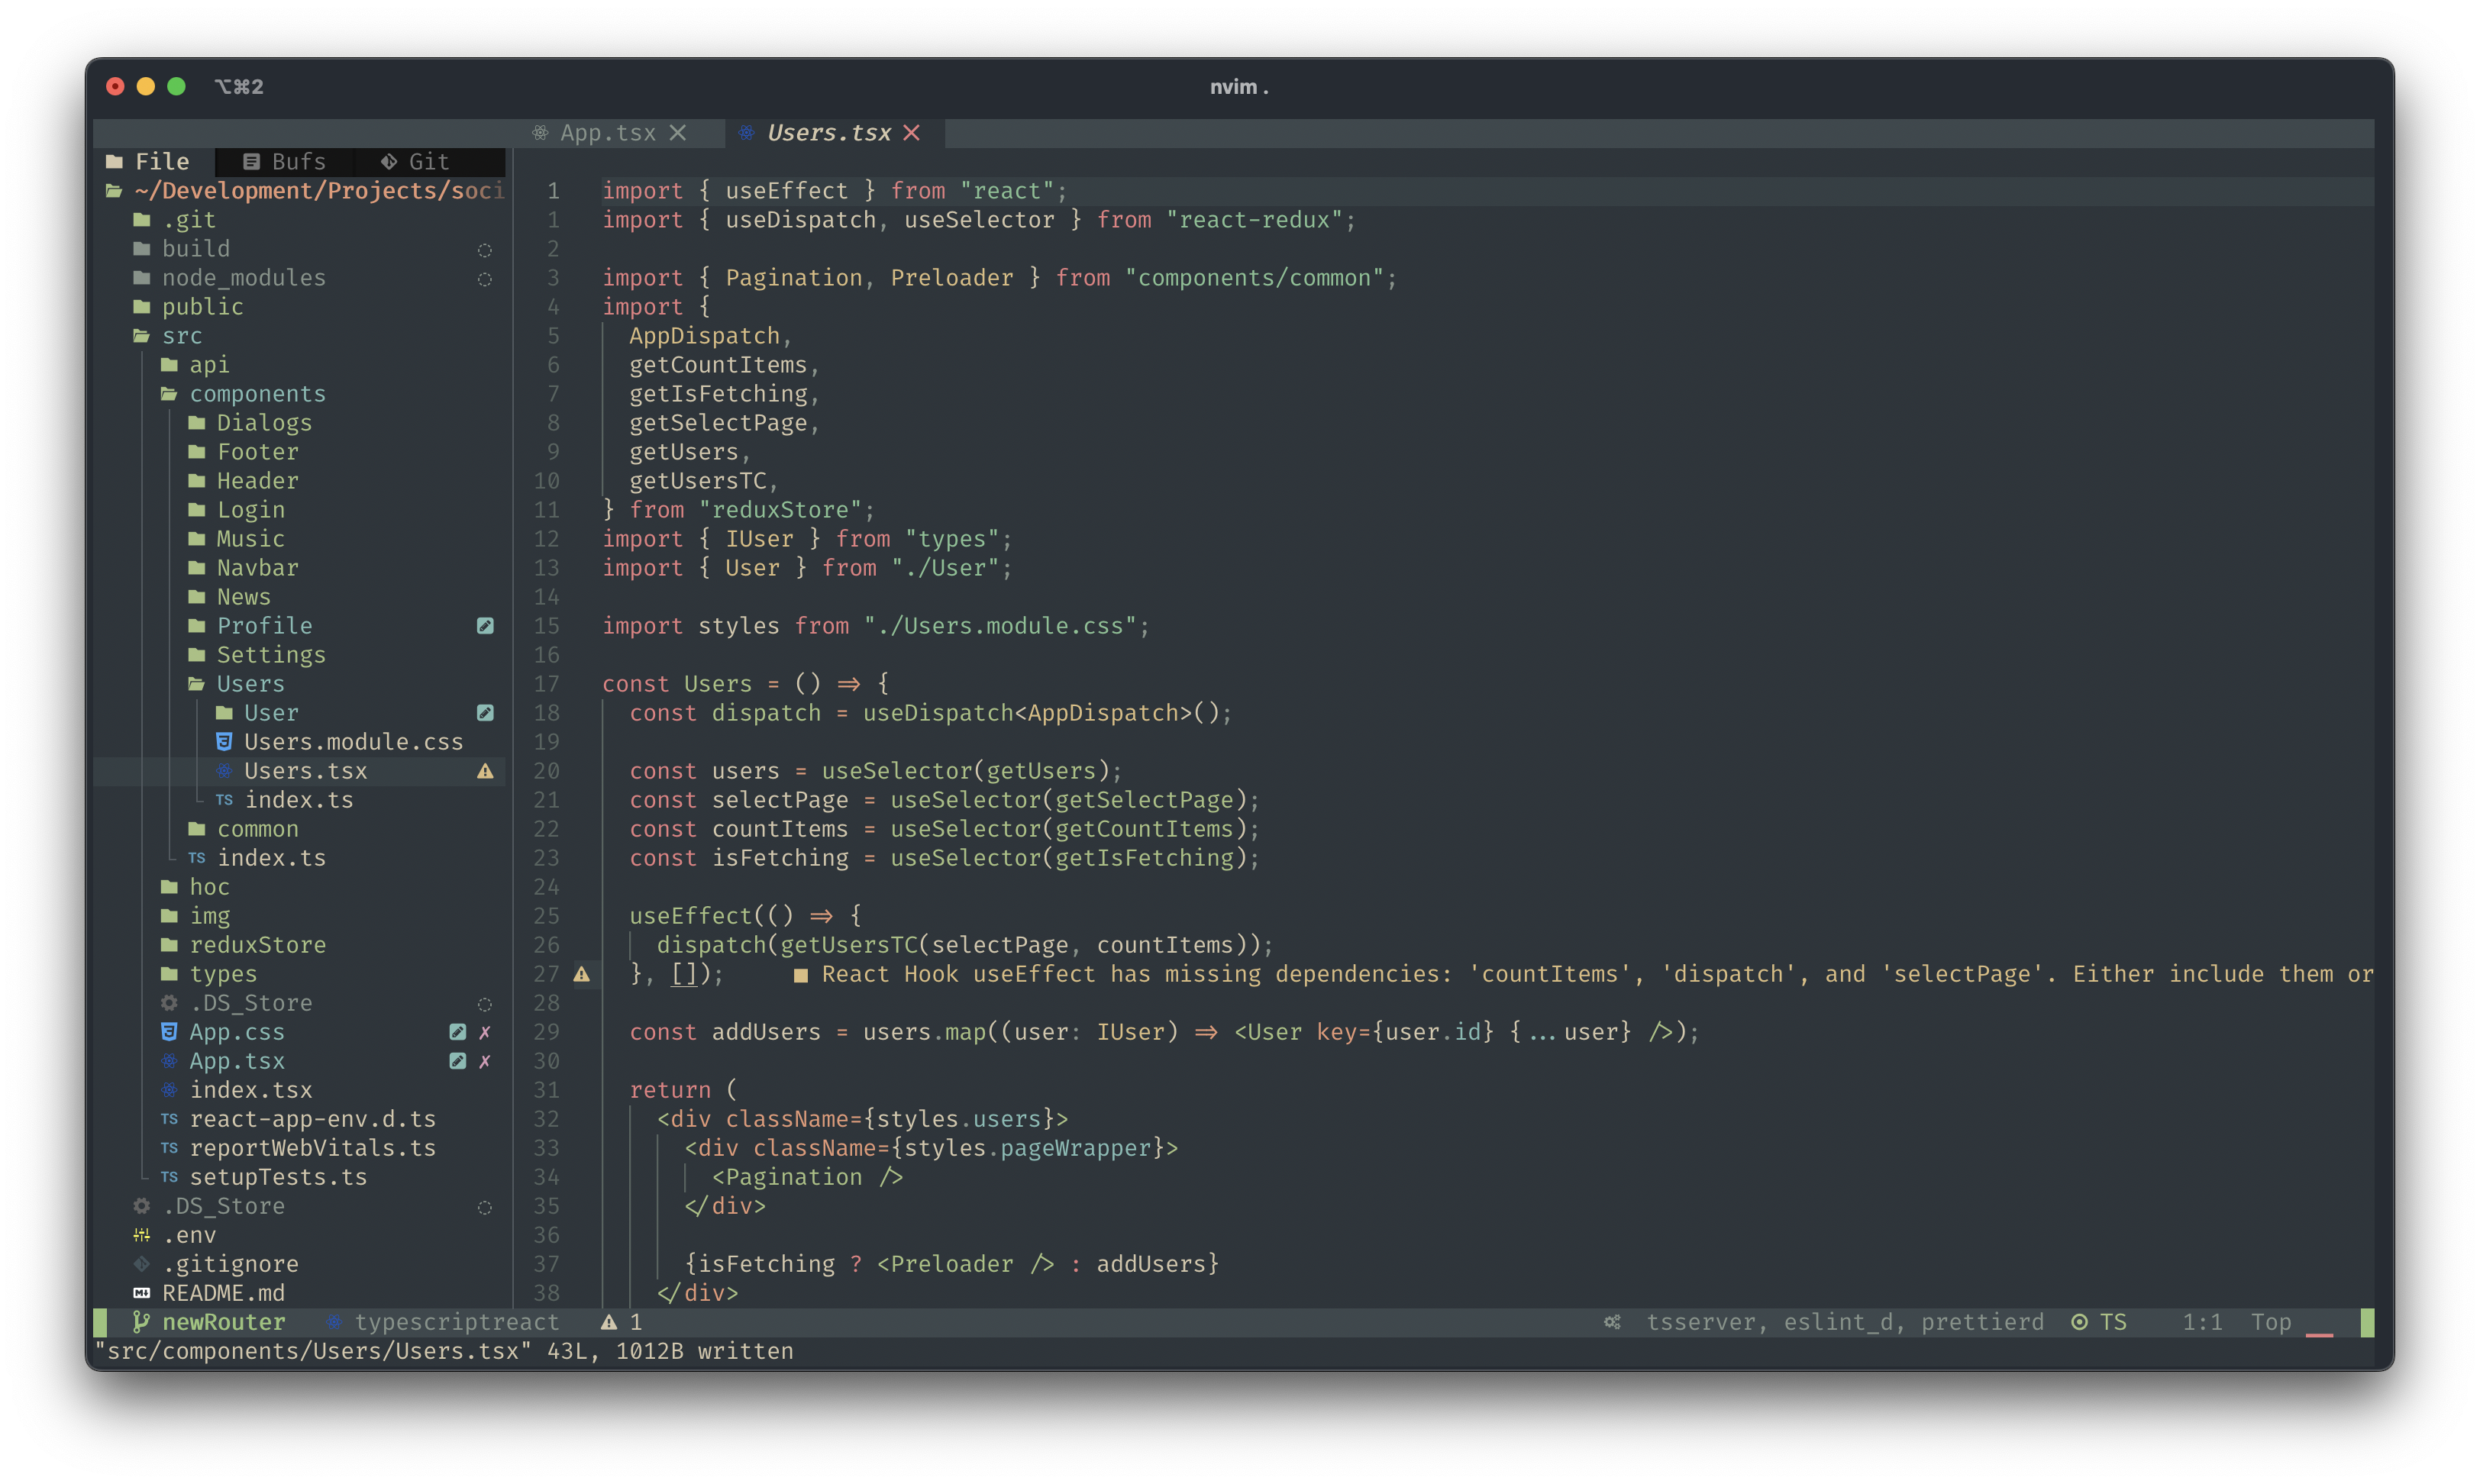 ⌥⌘2
nvim .
App.tsx
Users.tsx
File Bufs Git
~/Development/Projects/soci
.git
build
node_modules
public
src
api
components
Dialogs
Footer
Header
Login
Music
Navbar
News
Profile
Settings
Users
User
Users.module.css
Users.tsx
TS index.ts
common
TS index.ts
hoc
img
reduxStore
types
.DS_Store
App.css ✗
App.tsx ✗
index.tsx
TS react-app-env.d.ts
TS reportWebVitals.ts
TS setupTests.ts
.DS_Store
.env
.gitignore
README.md
1 import { useEffect } from "react";
1 import { useDispatch, useSelector } from "react-redux";
2
3 import { Pagination, Preloader } from "components/common";
4 import {
5 AppDispatch,
6 getCountItems,
7 getIsFetching,
8 getSelectPage,
9 getUsers,
10 getUsersTC,
11 } from "reduxStore";
12 import { IUser } from "types";
13 import { User } from "./User";
14
15 import styles from "./Users.module.css";
16
17 const Users = () => {
18 const dispatch = useDispatch<AppDispatch>();
19
20 const users = useSelector(getUsers);
21 const selectPage = useSelector(getSelectPage);
22 const countItems = useSelector(getCountItems);
23 const isFetching = useSelector(getIsFetching);
24
25 useEffect(() => {
26 dispatch(getUsersTC(selectPage, countItems));
27 }, []); ■ React Hook useEffect has missing dependencies: 'countItems', 'dispatch', and 'selectPage'. Either include them or
28
29 const addUsers = users.map((user: IUser) => <User key={user.id} {...user} />);
30
31 return (
32 <div className={styles.users}>
33 <div className={styles.pageWrapper}>
34 <Pagination />
35 </div>
36
37 {isFetching ? <Preloader /> : addUsers}
38 </div>
newRouter typescriptreact 1 tsserver, eslint_d, prettierd TS 1:1 Top
"src/components/Users/Users.tsx" 43L, 1012B written